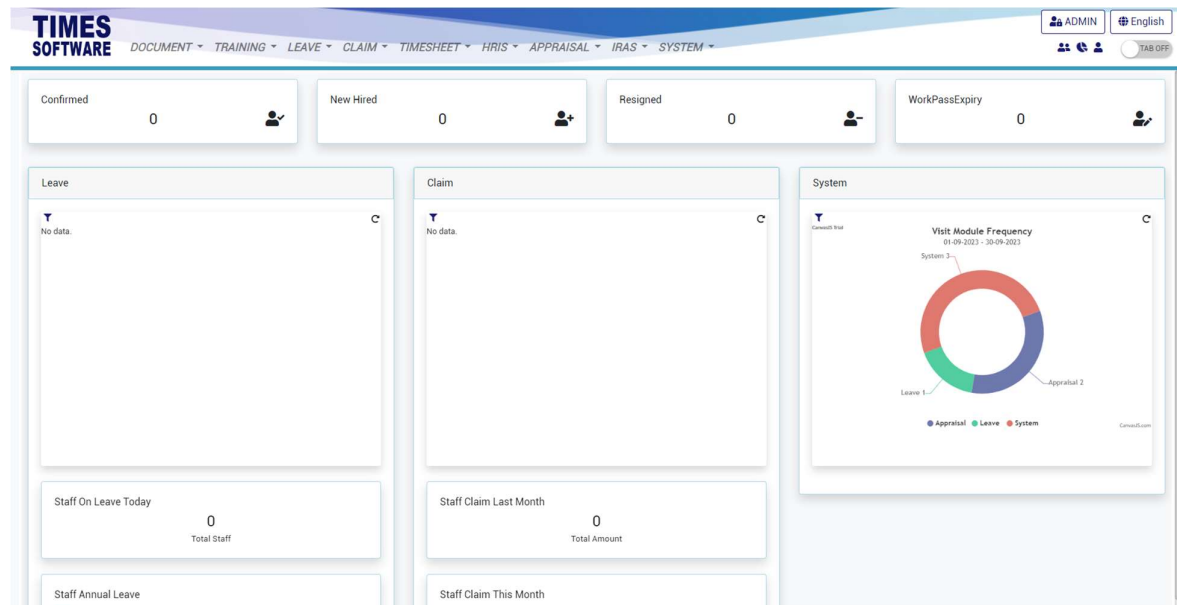 TIMES
SOFTWARE
DOCUMENT TRAINING LEAVE CLAIM TIMESHEET HRIS APPRAISAL IRAS SYSTEM
ADMIN English
TAB OFF
Confirmed
0
New Hired
0
Resigned
0
WorkPassExpiry
0
Leave
No data.
Staff On Leave Today
0
Total Staff
Staff Annual Leave
Claim
No data.
Staff Claim Last Month
0
Total Amount
Staff Claim This Month
System
CanvasJS Trial
Visit Module Frequency
01-09-2023 - 30-09-2023
System 3
Appraisal 2
Leave 1
Appraisal Leave System
CanvasJS.com